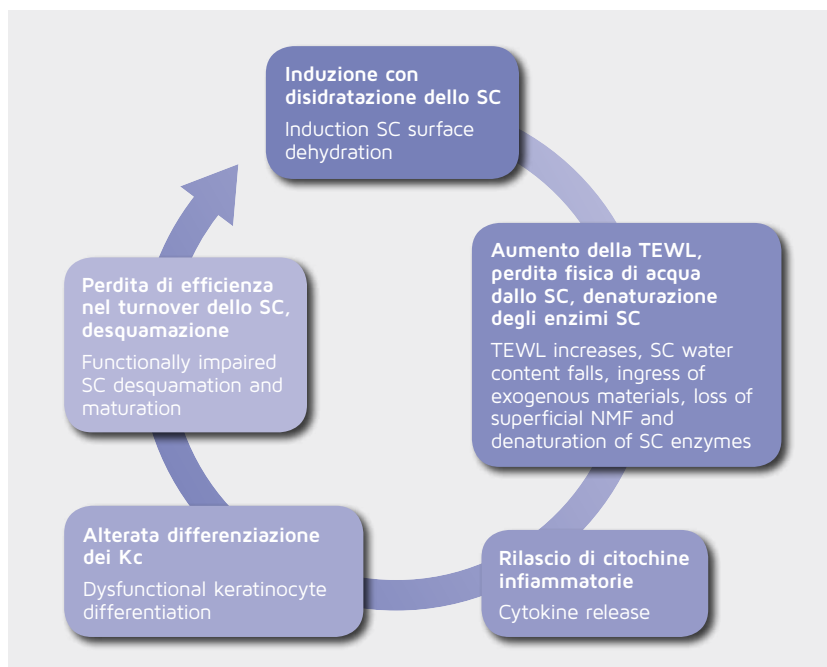 Induzione con
disidratazione dello SC
Induction SC surface
dehydration
Aumento della TEWL,
perdita fisica di acqua
dallo SC, denaturazione
degli enzimi SC
TEWL increases, SC water
content falls, ingress of
exogenous materials, loss of
superficial NMF and
denaturation of SC enzymes
Rilascio di citochine
infiammatorie
Cytokine release
Alterata differenziazione
dei Kc
Dysfunctional keratinocyte
differentiation
Perdita di efficienza
nel turnover dello SC,
desquamazione
Functionally impaired
SC desquamation and
maturation